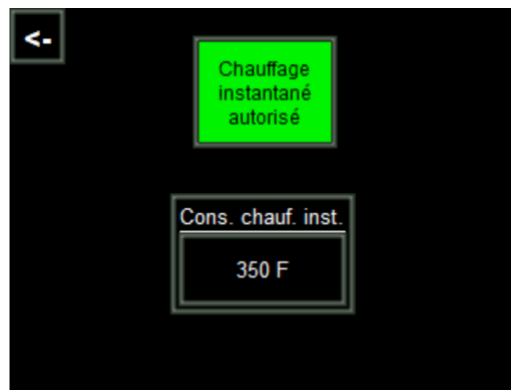 <-
Chauffage
instantané
autorisé
Cons. chauf. inst.
350 F